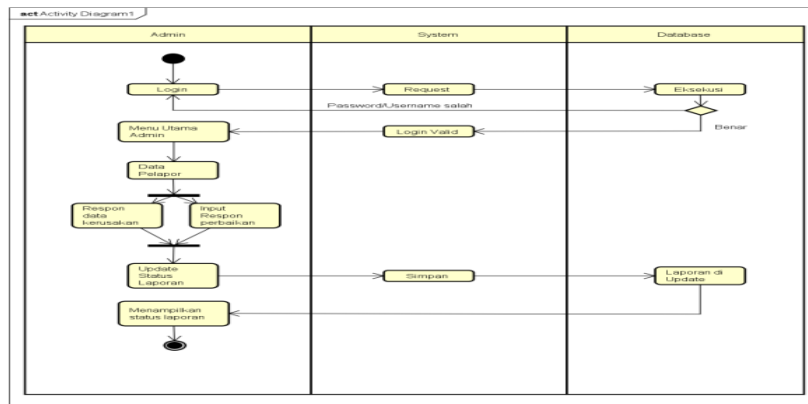 act Activity Diagram1
Admin
System
Database
Login
Request
Eksekusi
Password/Username salah
Benar
Menu Utama
Admin
Login Valid
Data
Pelapor
Respon
data
kerusakan
Input
Respon
perbaikan
Update
Status
Laporan
Simpan
Laporan di
Update
Menampilkan
status laporan